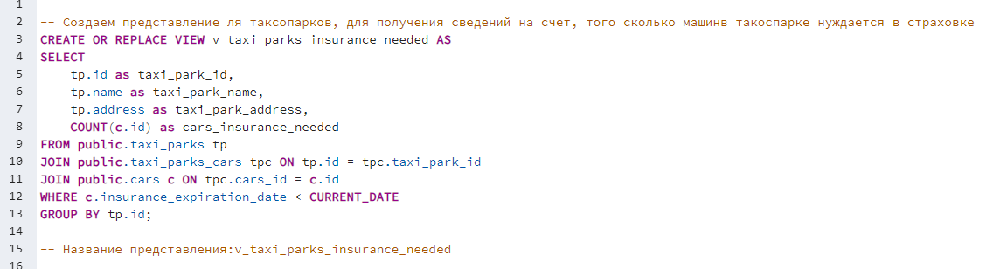 1
2 -- Создаем представление ля таксопарков, для получения сведений на счет, того сколько машинв такоспарке нуждается в страховке
3 CREATE OR REPLACE VIEW v_taxi_parks_insurance_needed AS
4 SELECT
5 tp.id as taxi_park_id,
6 tp.name as taxi_park_name,
7 tp.address as taxi_park_address,
8 COUNT(c.id) as cars_insurance_needed
9 FROM public.taxi_parks tp
10 JOIN public.taxi_parks_cars tpc ON tp.id = tpc.taxi_park_id
11 JOIN public.cars c ON tpc.cars_id = c.id
12 WHERE c.insurance_expiration_date < CURRENT_DATE
13 GROUP BY tp.id;
14
15 -- Название представления:v_taxi_parks_insurance_needed
16